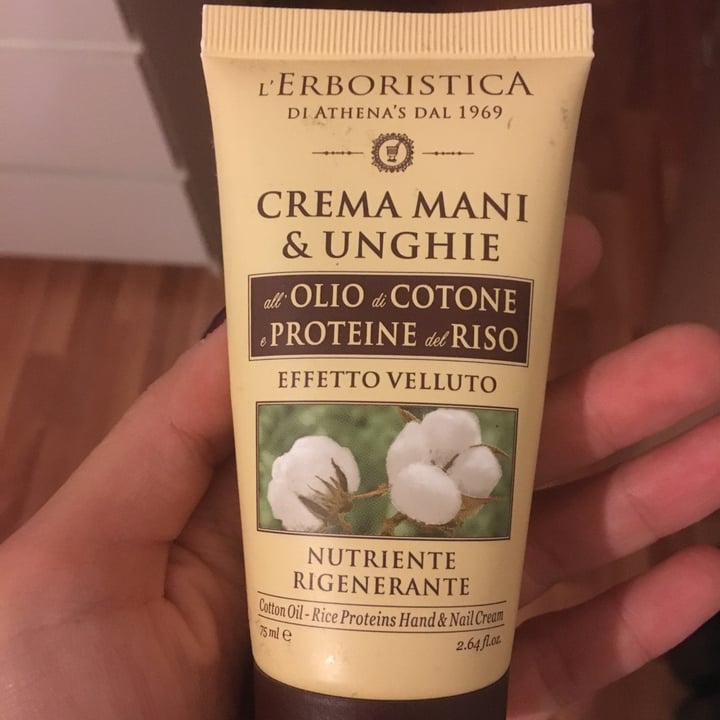 L'ERBORISTICA
DI ATHENA'S DAL 1969
CREMA MANI
& UNGHIE
all' OLIO di COTONE
e PROTEINE del RISO
EFFETTO VELLUTO
NUTRIENTE
RIGENERANTE
Cotton Oil - Rice Proteins Hand & Nail Cream
75 ml ℮
2.64 fl.oz.